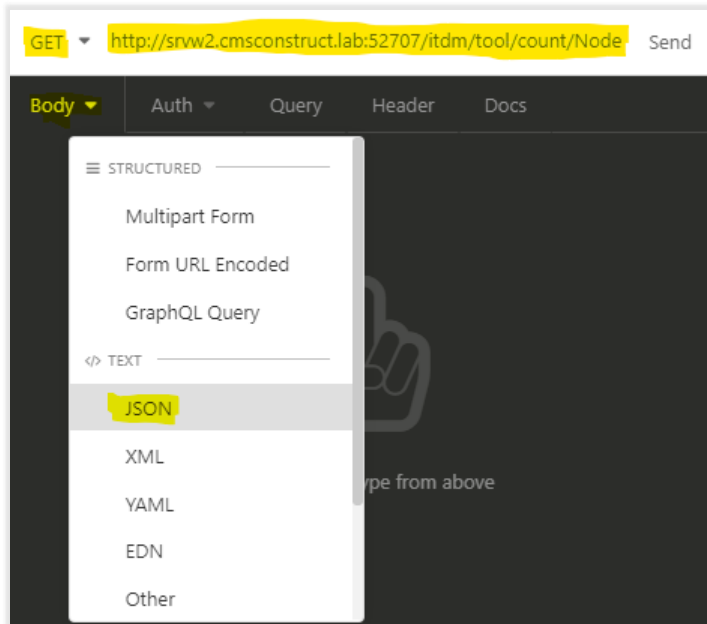 GET http://srvw2.cmsconstruct.lab:52707/itdm/tool/count/Node Send
Body Auth Query Header Docs
STRUCTURED
Multipart Form
Form URL Encoded
GraphQL Query
</> TEXT
JSON
XML
ype from above
YAML
EDN
Other